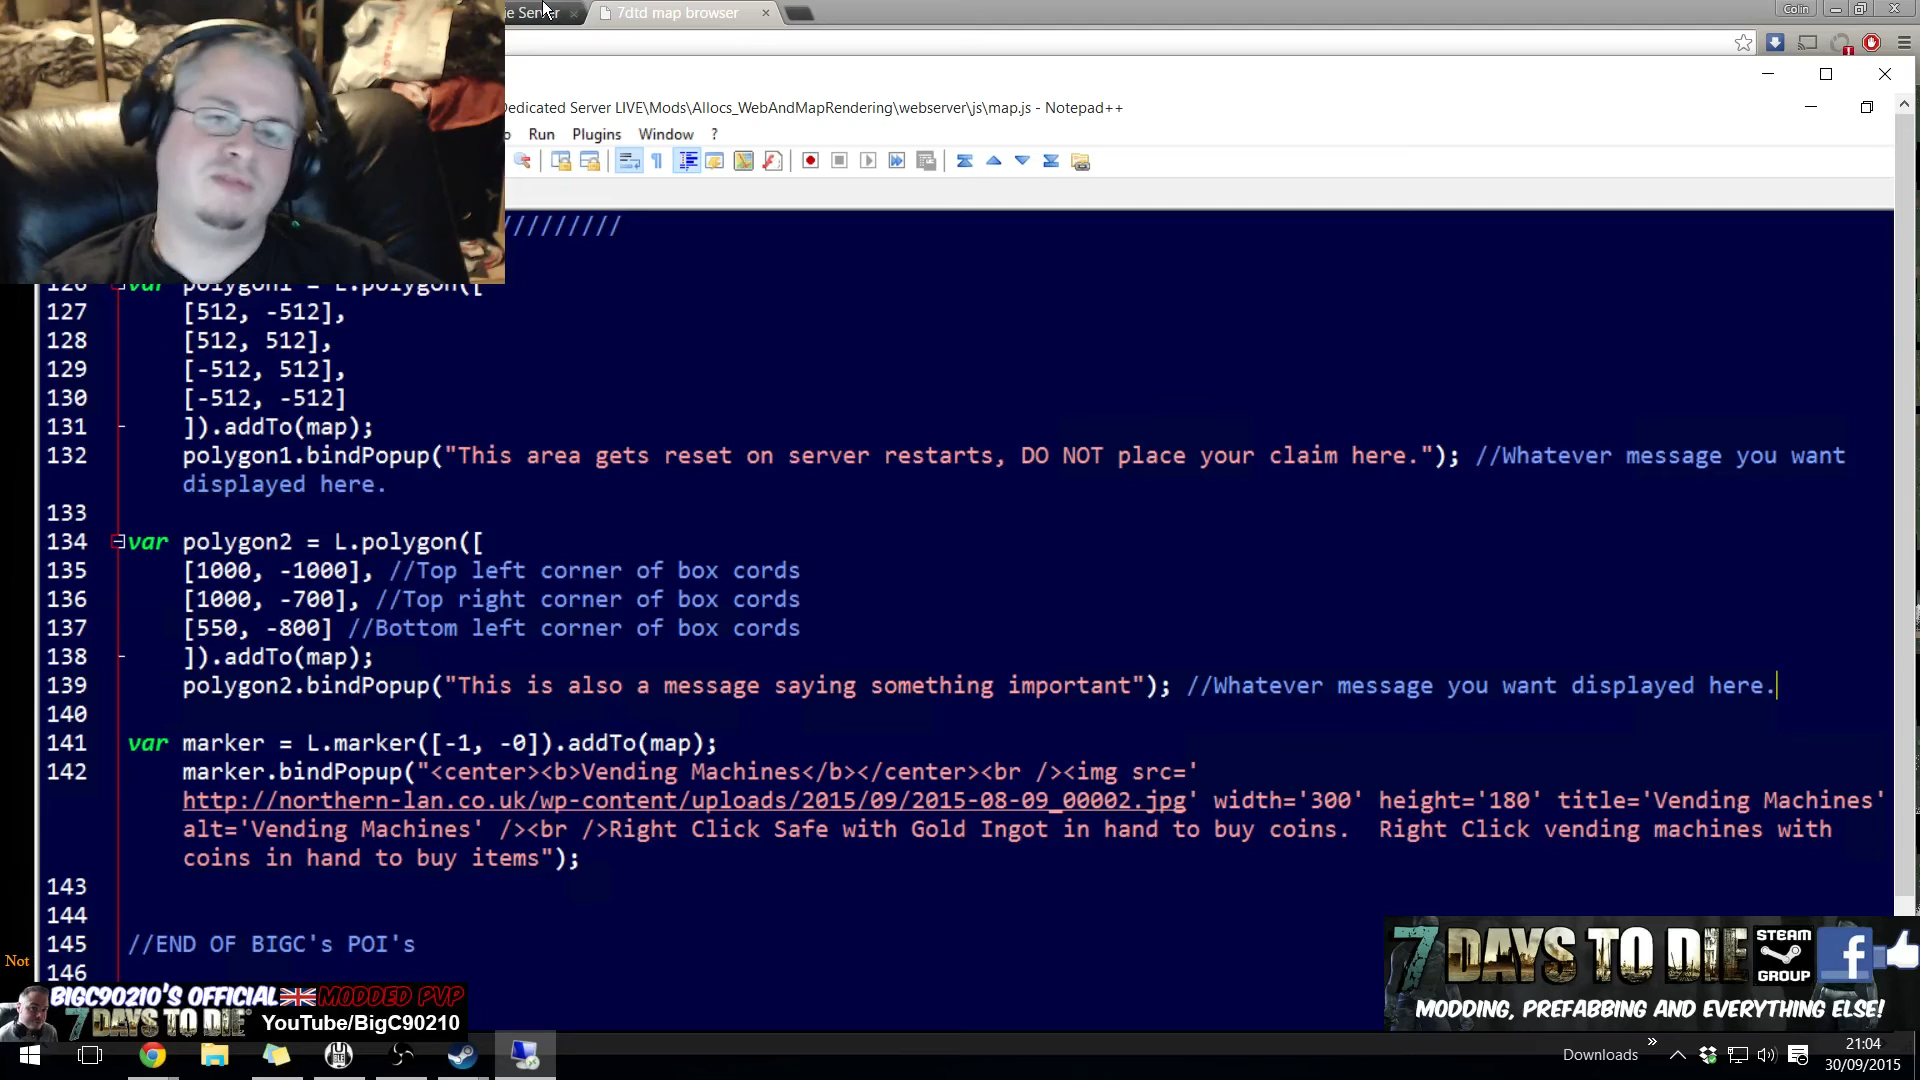 ge Server
7dtd map browser
Colin
Dedicated Server LIVE\Mods\Allocs_WebAndMapRendering\webserver\js\map.js - Notepad++
Run Plugins Window ?
/////////
126 var polygon1 = L.polygon([
127 [512, -512],
128 [512, 512],
129 [-512, 512],
130 [-512, -512]
131 ]).addTo(map);
132 polygon1.bindPopup("This area gets reset on server restarts, DO NOT place your claim here."); //Whatever message you want
displayed here.
133
134 var polygon2 = L.polygon([
135 [1000, -1000], //Top left corner of box cords
136 [1000, -700], //Top right corner of box cords
137 [550, -800] //Bottom left corner of box cords
138 ]).addTo(map);
139 polygon2.bindPopup("This is also a message saying something important"); //Whatever message you want displayed here.
140
141 var marker = L.marker([-1, -0]).addTo(map);
142 marker.bindPopup("<center><b>Vending Machines</b></center><br /><img src='
http://northern-lan.co.uk/wp-content/uploads/2015/09/2015-08-09_00002.jpg' width='300' height='180' title='Vending Machines'
alt='Vending Machines' /><br />Right Click Safe with Gold Ingot in hand to buy coins.  Right Click vending machines with
coins in hand to buy items");
143
144
145 //END OF BIGC's POI's
146
Not
BIGC90210'S OFFICIAL MODDED PVP
7 DAYS TO DIE YouTube/BigC90210
7 DAYS TO DIE STEAM GROUP f
MODDING, PREFABBING AND EVERYTHING ELSE!
Downloads
21:04
30/09/2015